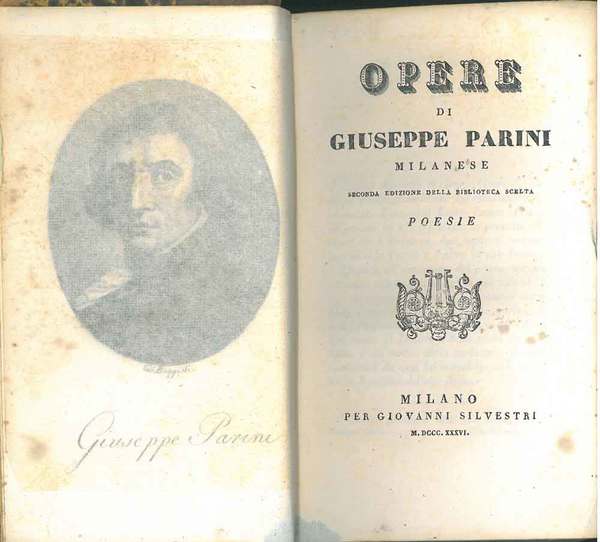 Giuseppe Parini
OPERE
DI
GIUSEPPE PARINI
MILANESE
SECONDA EDIZIONE DELLA BIBLIOTECA SCELTA
POESIE
MILANO
PER GIOVANNI SILVESTRI
M. DCCC. XXXVI.